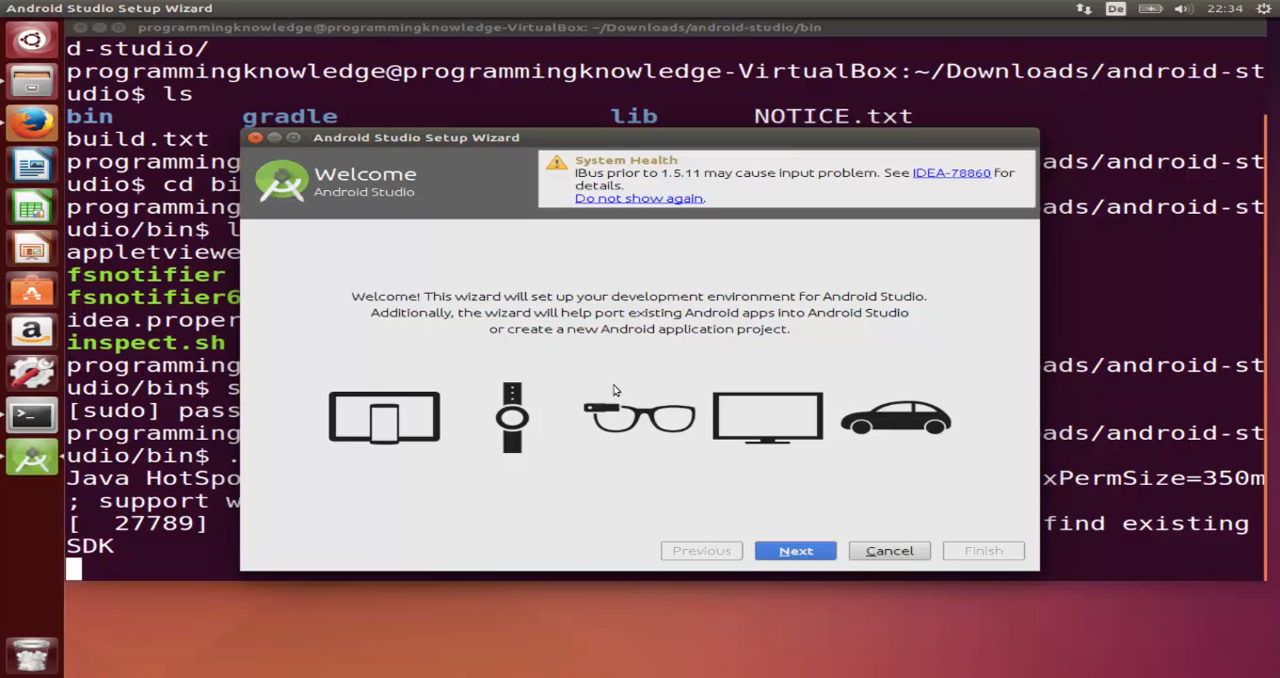 Android Studio Setup Wizard
De
22:34
programmingknowledge@programmingknowledge-VirtualBox: ~/Downloads/android-studio/bin
d-studio/
programmingknowledge@programmingknowledge-VirtualBox:~/Downloads/android-st
udio$ ls
bin gradle lib NOTICE.txt
build.txt
programming
ads/android-st
udio$ cd bi
programming
ads/android-st
udio/bin$ l
appletviewe
fsnotifier
fsnotifier6
idea.proper
inspect.sh
programming
ads/android-st
udio/bin$ s
[sudo] pass
programming
ads/android-st
udio/bin$ .
Java HotSpo
xPermSize=350m
; support w
[ 27789]
find existing
SDK
Android Studio Setup Wizard
Welcome
Android Studio
System Health
IBus prior to 1.5.11 may cause input problem. See IDEA-78860 for
details.
Do not show again.
Welcome! This wizard will set up your development environment for Android Studio.
Additionally, the wizard will help port existing Android apps into Android Studio
or create a new Android application project.
Previous
Next
Cancel
Finish